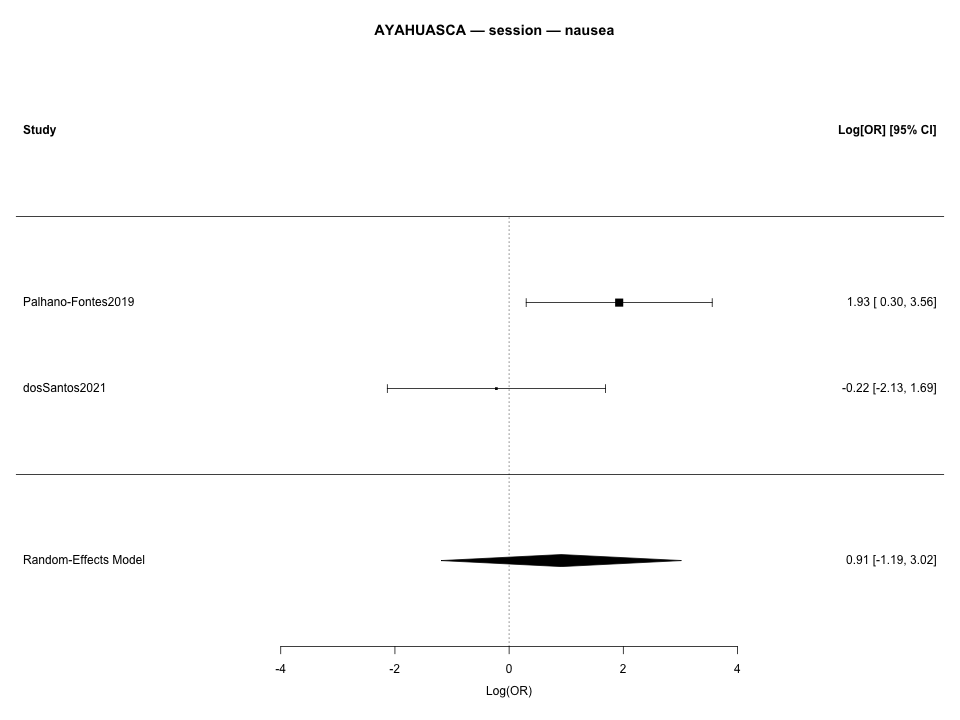 AYAHUASCA — session — nausea
Study Log[OR] [95% CI]
Palhano-Fontes2019 1.93 [ 0.30, 3.56]
dosSantos2021 -0.22 [-2.13, 1.69]
Random-Effects Model 0.91 [-1.19, 3.02]
-4 -2 0 2 4
Log(OR)